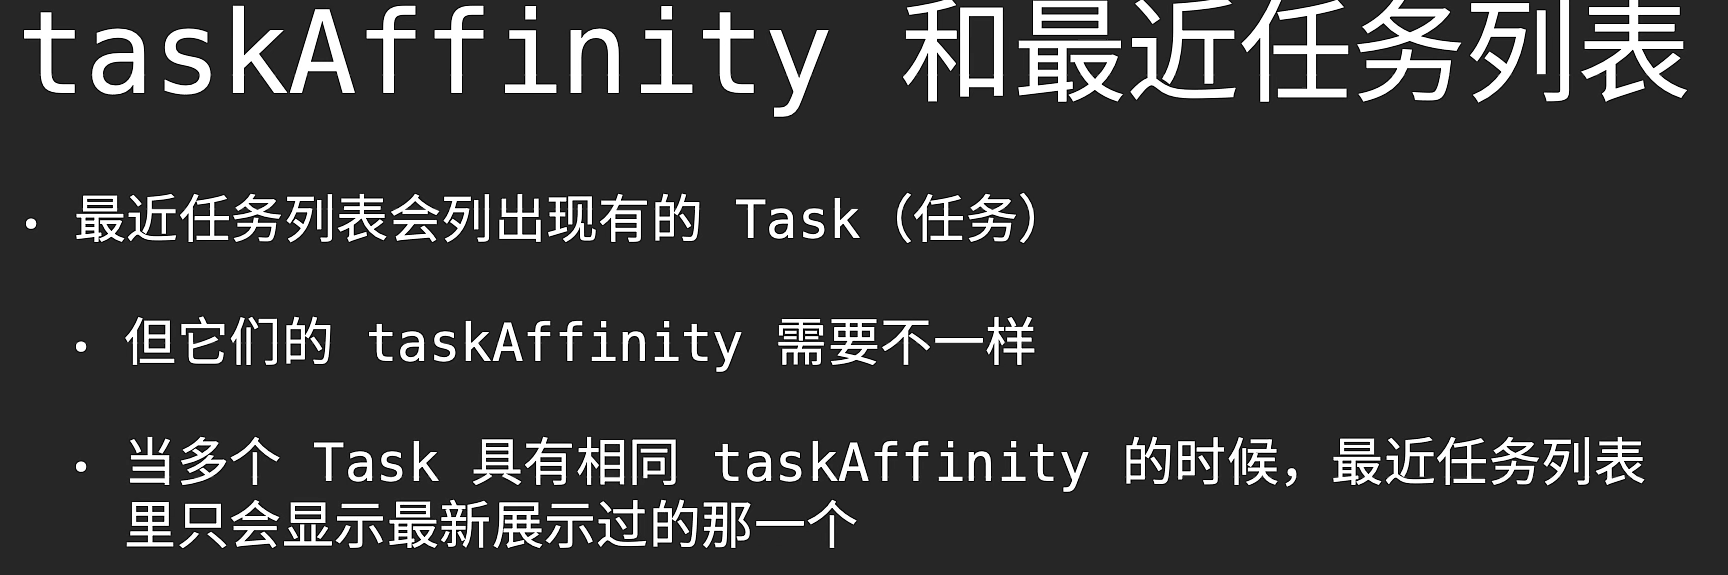 taskAffinity 和最近任务列表
• 最近任务列表会列出现有的 Task（任务）
• 但它们的 taskAffinity 需要不一样
• 当多个 Task 具有相同 taskAffinity 的时候，最近任务列表
里只会显示最新展示过的那一个